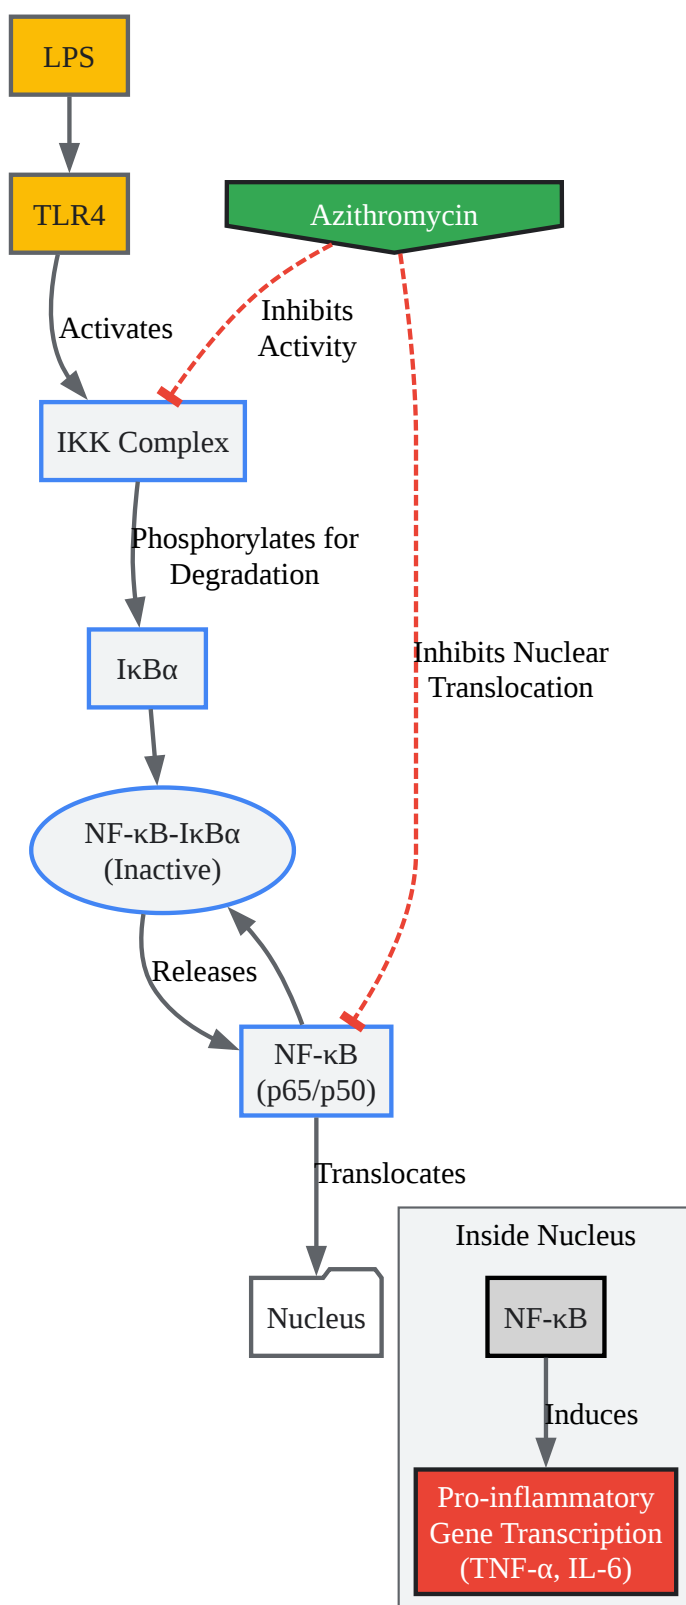 LPS
TLR4
Azithromycin
Activates
Inhibits
Activity
IKK Complex
Phosphorylates for
Degradation
IκBα
Inhibits Nuclear
Translocation
NF-κB-IκBα
(Inactive)
Releases
NF-κB
(p65/p50)
Translocates
Inside Nucleus
Nucleus
NF-κB
Induces
Pro-inflammatory
Gene Transcription
(TNF-α, IL-6)